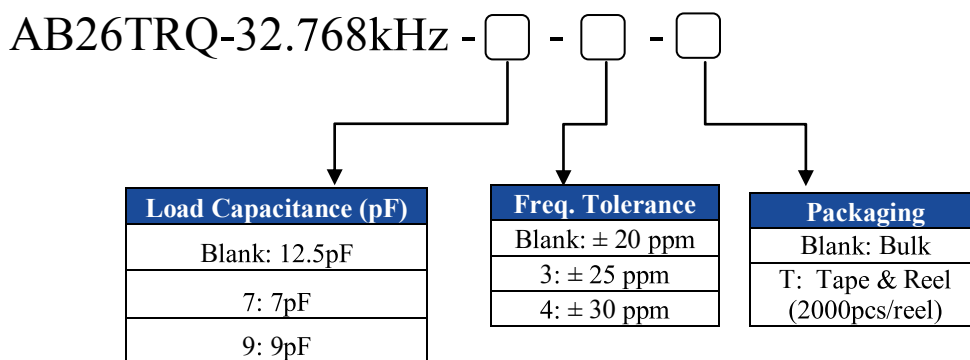 AB26TRQ-32.768kHz - - -
Load Capacitance (pF)
Blank: 12.5pF
7: 7pF
9: 9pF
Freq. Tolerance
Blank: ± 20 ppm
3: ± 25 ppm
4: ± 30 ppm
Packaging
Blank: Bulk
T: Tape & Reel
(2000pcs/reel)